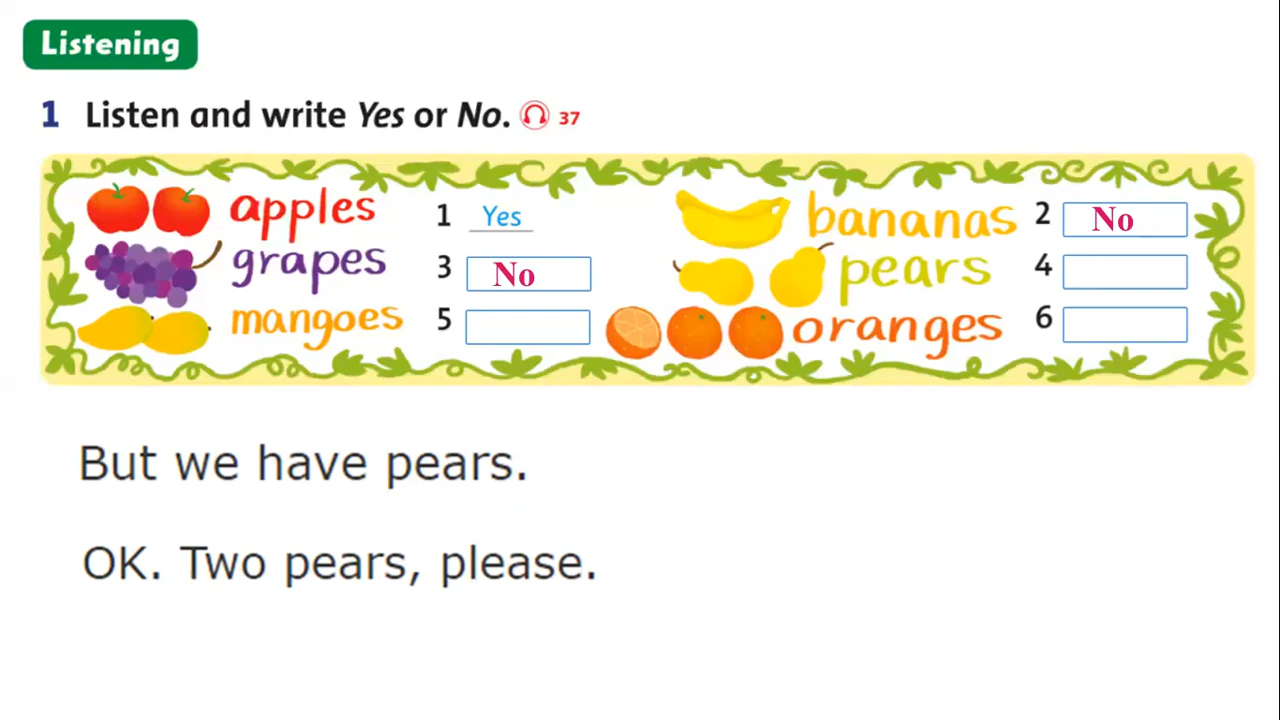 Listening
1 Listen and write Yes or No. 37
apples 1 Yes bananas 2 No
grapes 3 No pears 4
mangoes 5 oranges 6
But we have pears.
OK. Two pears, please.